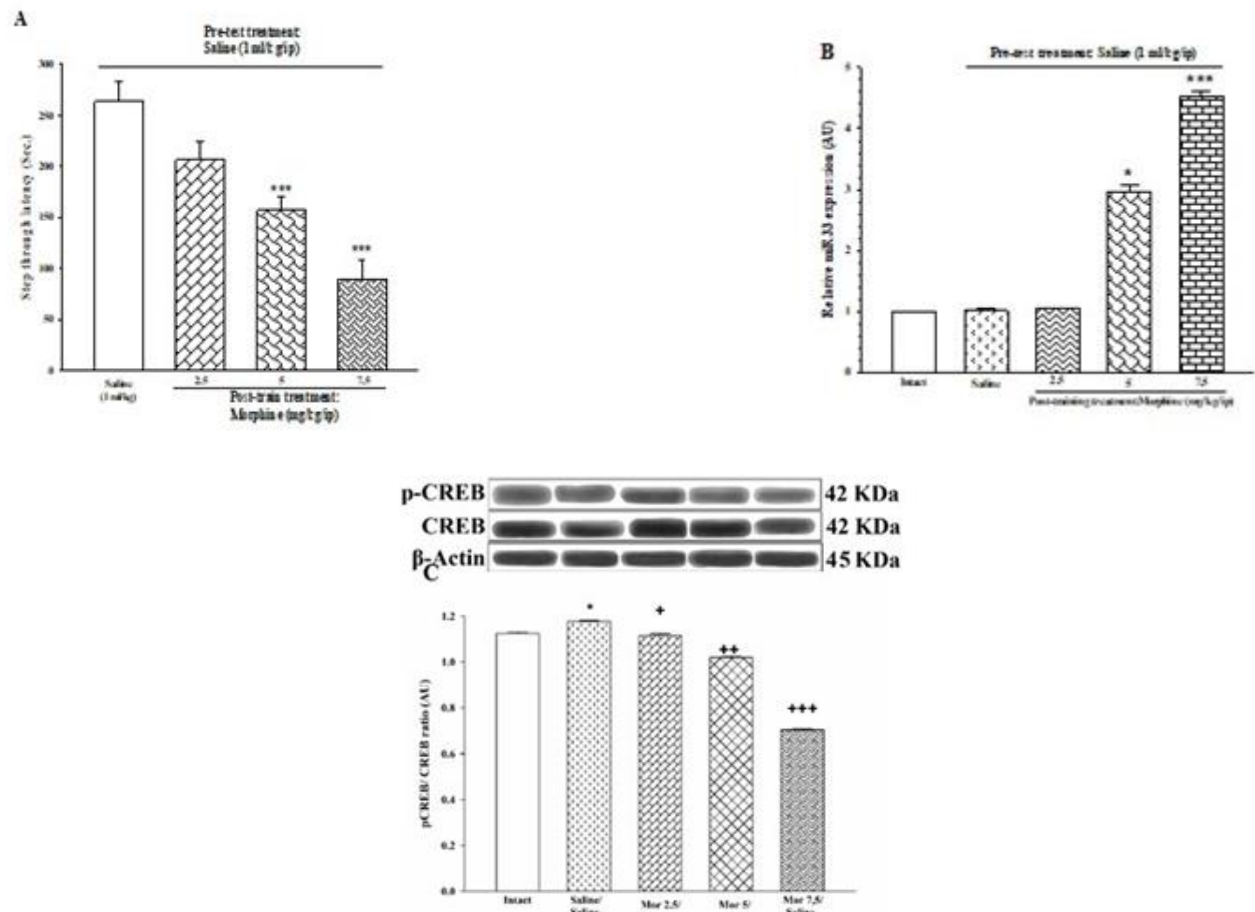 A
Pre-test treatment:
Saline (1 ml/kg/ip)
Step through latency (Sec.)
300
250
200
150
100
50
0
***
***
Saline
(1 ml/kg)
2.5
5
7.5
Post-train treatment:
Morphine (mg/kg/ip)
B
Pre-test treatment: Saline (1 ml/kg/ip)
Relative miR33 expression (AU)
5
4
3
2
1
0
*
***
Intact
Saline
2.5
5
7.5
Post-training treatment/Morphine (mg/kg/ip)
p-CREB 42 KDa
CREB 42 KDa
β-Actin 45 KDa
C
pCREB/ CREB ratio (AU)
1.2
1.0
0.8
0.6
0.4
0.2
0.0
*
+
++
+++
Intact
Saline/
Saline
Mor 2.5/
Mor 5/
Mor 7.5/
Saline